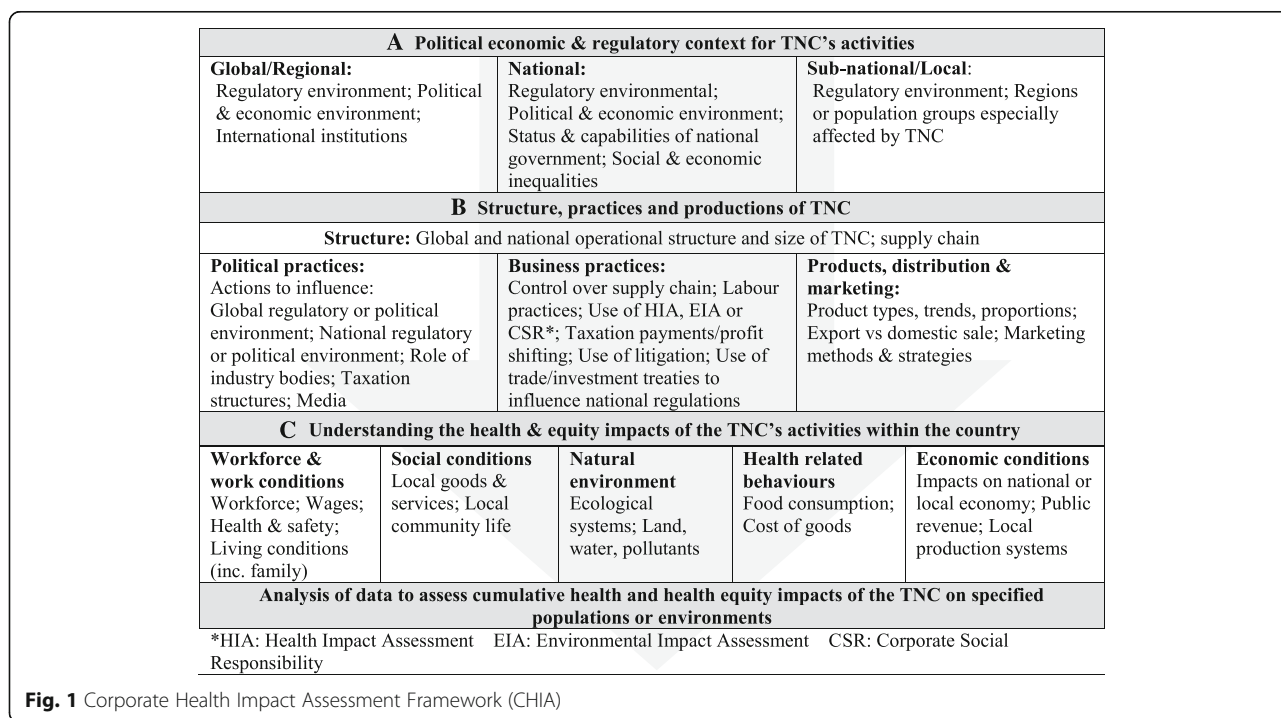 A Political economic & regulatory context for TNC's activities
Global/Regional:
Regulatory environment; Political
& economic environment;
International institutions
National:
Regulatory environmental;
Political & economic environment;
Status & capabilities of national
government; Social & economic
inequalities
Sub-national/Local:
Regulatory environment; Regions
or population groups especially
affected by TNC
B Structure, practices and productions of TNC
Structure: Global and national operational structure and size of TNC; supply chain
Political practices:
Actions to influence:
Global regulatory or political
environment; National regulatory
or political environment; Role of
industry bodies; Taxation
structures; Media
Business practices:
Control over supply chain; Labour
practices; Use of HIA, EIA or
CSR*; Taxation payments/profit
shifting; Use of litigation; Use of
trade/investment treaties to
influence national regulations
Products, distribution &
marketing:
Product types, trends, proportions;
Export vs domestic sale; Marketing
methods & strategies
C Understanding the health & equity impacts of the TNC's activities within the country
Workforce &
work conditions
Workforce; Wages;
Health & safety;
Living conditions
(inc. family)
Social conditions
Local goods &
services; Local
community life
Natural
environment
Ecological
systems; Land,
water, pollutants
Health related
behaviours
Food consumption;
Cost of goods
Economic conditions
Impacts on national or
local economy; Public
revenue; Local
production systems
Analysis of data to assess cumulative health and health equity impacts of the TNC on specified
populations or environments
*HIA: Health Impact Assessment EIA: Environmental Impact Assessment CSR: Corporate Social
Responsibility
Fig. 1 Corporate Health Impact Assessment Framework (CHIA)